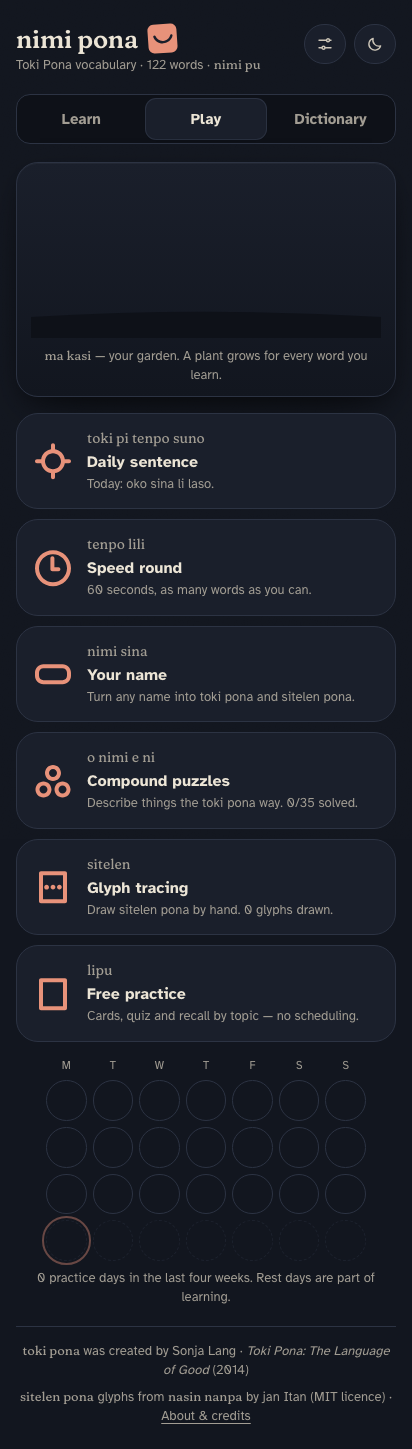 nimi pona
Toki Pona vocabulary · 122 words · nimi pu
Learn Play Dictionary
ma kasi — your garden. A plant grows for every word you
learn.
toki pi tenpo suno
Daily sentence
Today: oko sina li laso.
tenpo lili
Speed round
60 seconds, as many words as you can.
nimi sina
Your name
Turn any name into toki pona and sitelen pona.
o nimi e ni
Compound puzzles
Describe things the toki pona way. 0/35 solved.
sitelen
Glyph tracing
Draw sitelen pona by hand. 0 glyphs drawn.
lipu
Free practice
Cards, quiz and recall by topic — no scheduling.
M T W T F S S
0 practice days in the last four weeks. Rest days are part of
learning.
toki pona was created by Sonja Lang · Toki Pona: The Language
of Good (2014)
sitelen pona glyphs from nasin nanpa by jan Itan (MIT licence) ·
About & credits